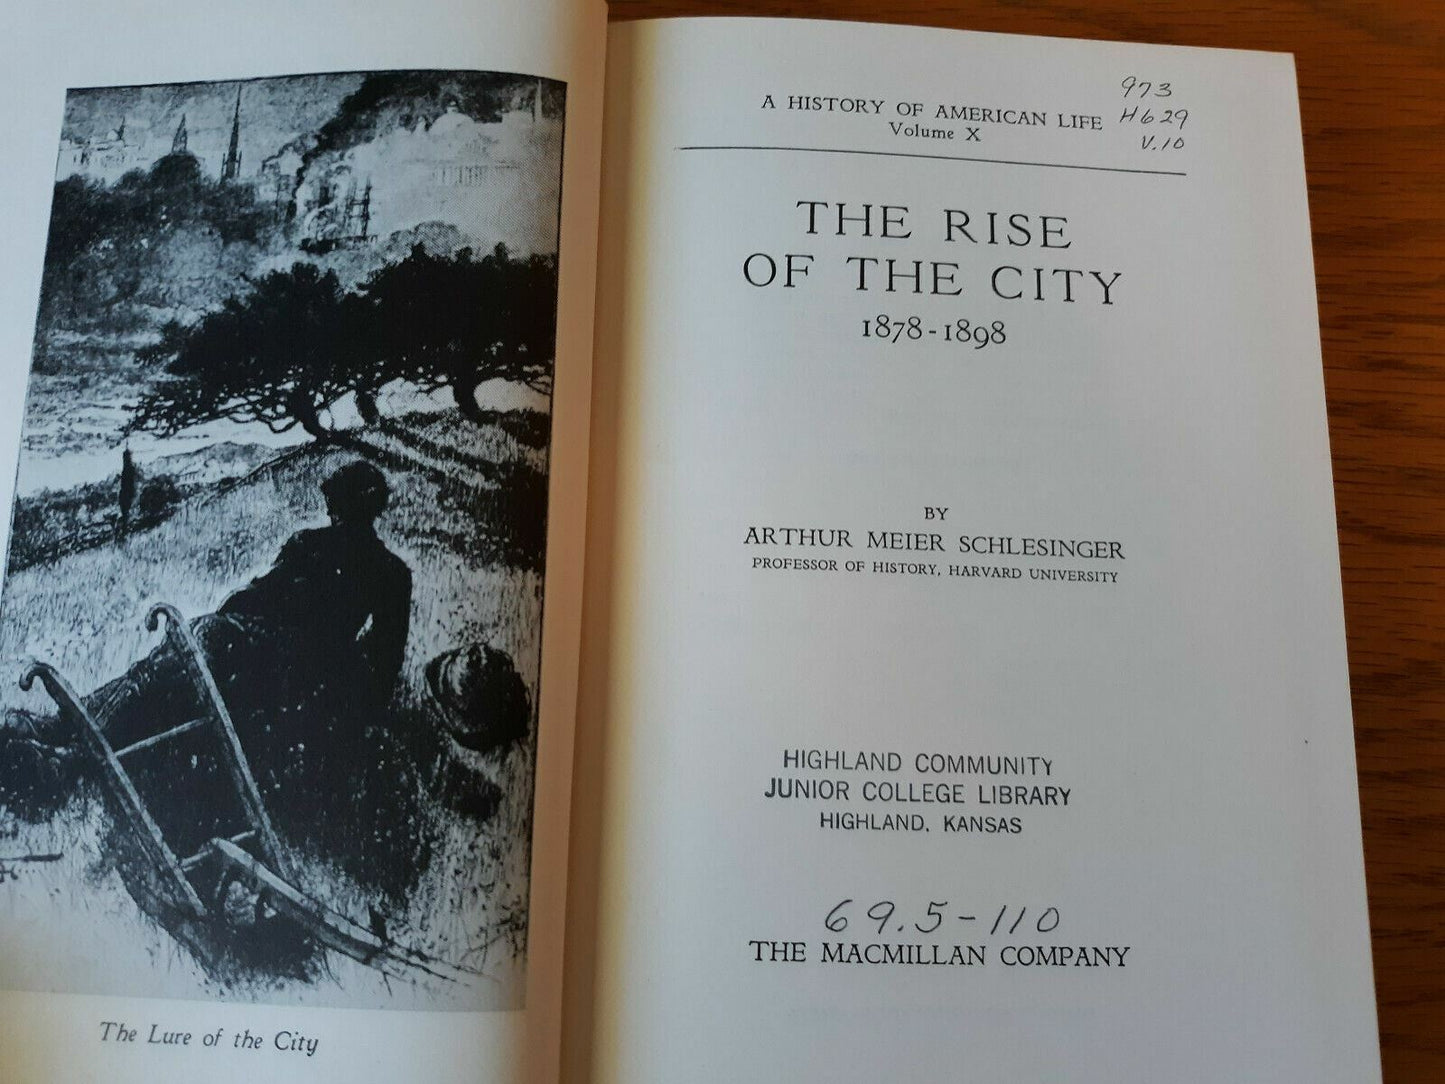 The Lure of the City
A HISTORY OF AMERICAN LIFE
Volume X
973
H629
V.10
THE RISE
OF THE CITY
1878-1898
BY
ARTHUR MEIER SCHLESINGER
PROFESSOR OF HISTORY, HARVARD UNIVERSITY
HIGHLAND COMMUNITY
JUNIOR COLLEGE LIBRARY
HIGHLAND, KANSAS
69.5-110
THE MACMILLAN COMPANY